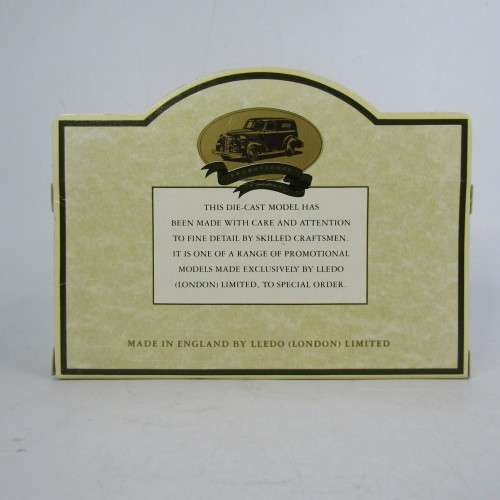 THIS DIE-CAST MODEL HAS
BEEN MADE WITH CARE AND ATTENTION
TO FINE DETAIL BY SKILLED CRAFTSMEN.
IT IS ONE OF A RANGE OF PROMOTIONAL
MODELS MADE EXCLUSIVELY BY LLEDO
(LONDON) LIMITED, TO SPECIAL ORDER.
MADE IN ENGLAND BY LLEDO (LONDON) LIMITED